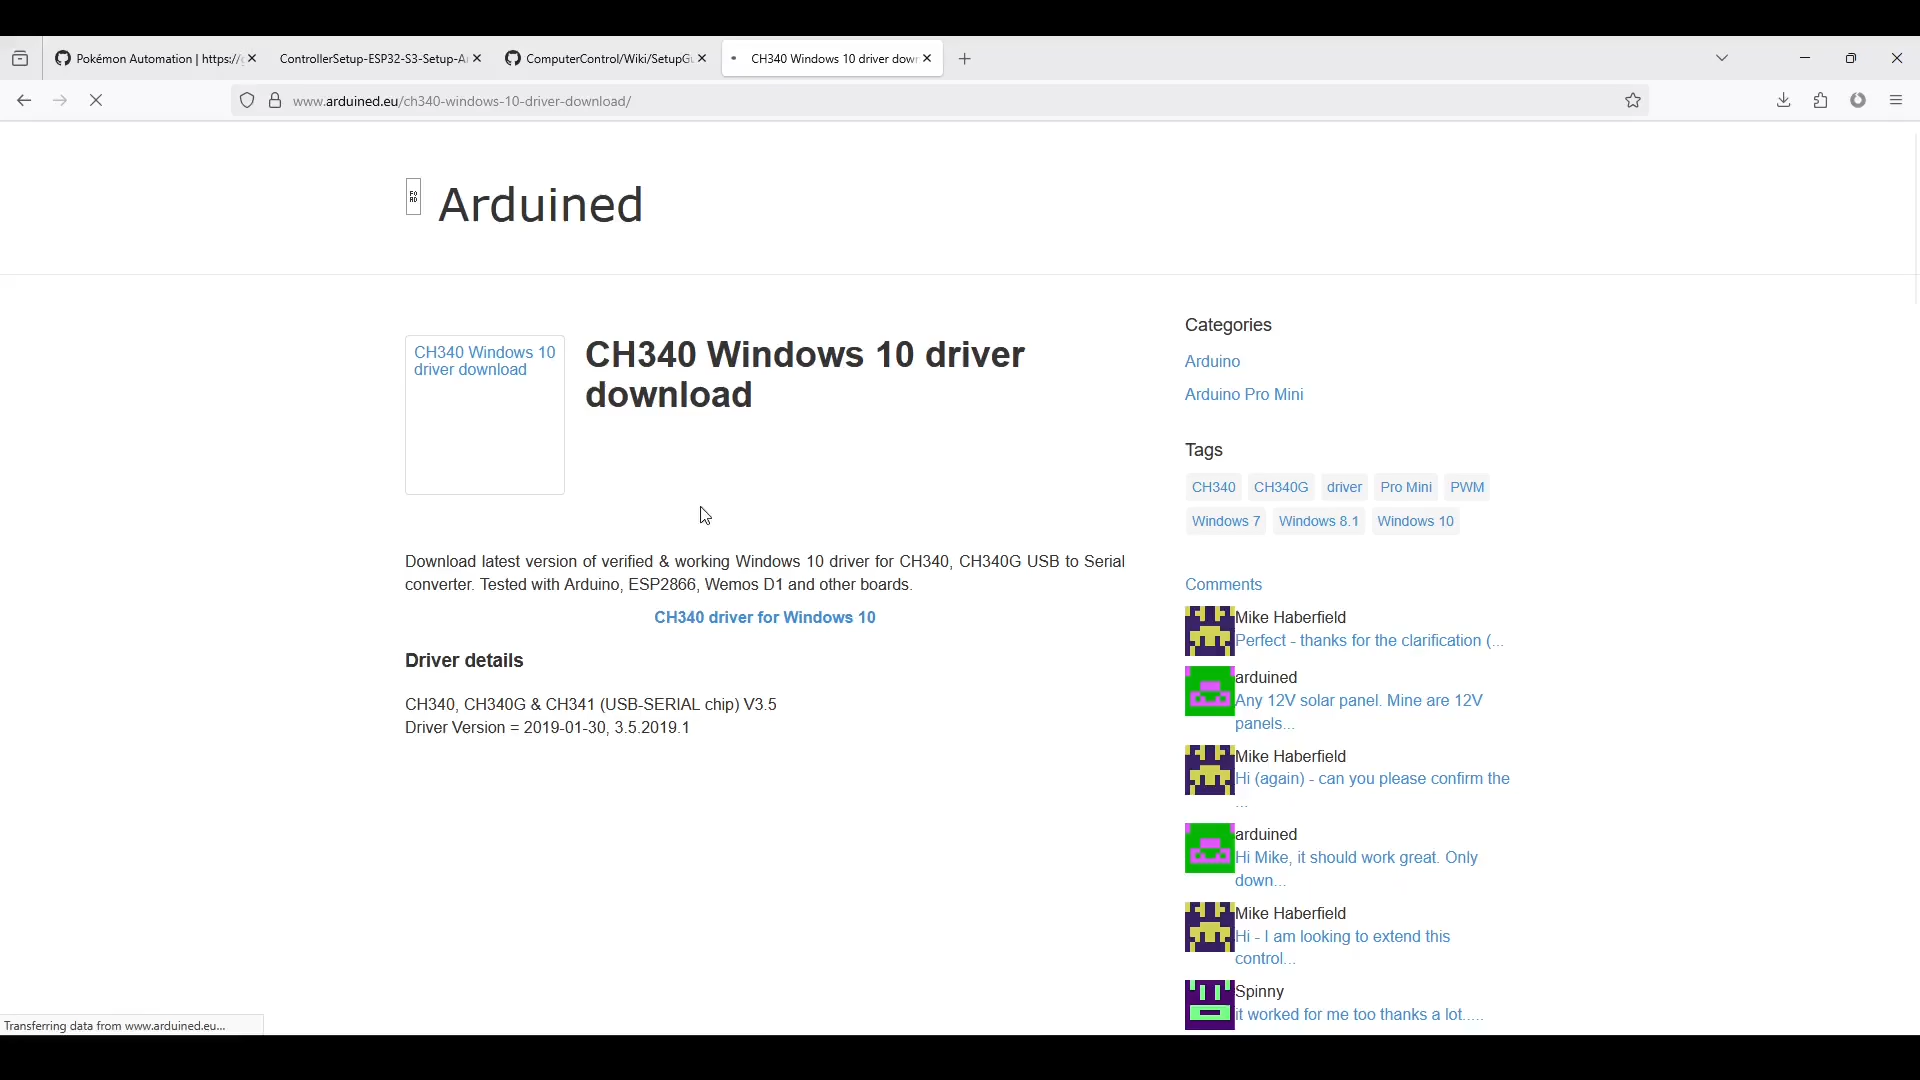 Pokémon Automation | https://g
ControllerSetup-ESP32-S3-Setup-A
ComputerControl/Wiki/SetupGu
CH340 Windows 10 driver dow
www.arduined.eu/ch340-windows-10-driver-download/
FO
AD
Arduined
CH340 Windows 10
driver download
CH340 Windows 10 driver
download
Download latest version of verified & working Windows 10 driver for CH340, CH340G USB to Serial
converter. Tested with Arduino, ESP2866, Wemos D1 and other boards.
CH340 driver for Windows 10
Driver details
CH340, CH340G & CH341 (USB-SERIAL chip) V3.5
Driver Version = 2019-01-30, 3.5.2019.1
Categories
Arduino
Arduino Pro Mini
Tags
CH340 CH340G driver Pro Mini PWM
Windows 7 Windows 8.1 Windows 10
Comments
Mike Haberfield
Perfect - thanks for the clarification (...
arduined
Any 12V solar panel. Mine are 12V
panels...
Mike Haberfield
Hi (again) - can you please confirm the
...
arduined
Hi Mike, it should work great. Only
down...
Mike Haberfield
Hi - I am looking to extend this
control...
Spinny
it worked for me too thanks a lot.....
Transferring data from www.arduined.eu...